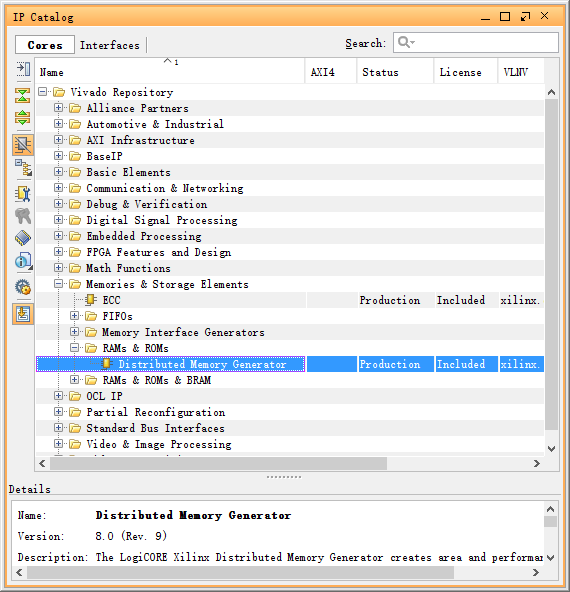 IP Catalog
Cores Interfaces Search:
Name 1 AXI4 Status License VLNV
Vivado Repository
Alliance Partners
Automotive & Industrial
AXI Infrastructure
BaseIP
Basic Elements
Communication & Networking
Debug & Verification
Digital Signal Processing
Embedded Processing
FPGA Features and Design
Math Functions
Memories & Storage Elements
ECC Production Included xilinx.
FIFOs
Memory Interface Generators
RAMs & ROMs
Distributed Memory Generator Production Included xilinx.
RAMs & ROMs & BRAM
OCL IP
Partial Reconfiguration
Standard Bus Interfaces
Video & Image Processing
Details
Name: Distributed Memory Generator
Version: 8.0 (Rev. 9)
Description: The LogiCORE Xilinx Distributed Memory Generator creates area and performan